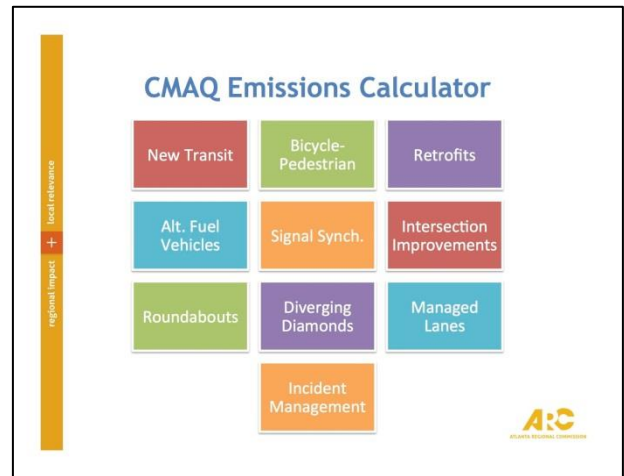 CMAQ Emissions Calculator
New Transit
Bicycle-
Pedestrian
Retrofits
Alt. Fuel
Vehicles
Signal Synch.
Intersection
Improvements
Roundabouts
Diverging
Diamonds
Managed
Lanes
Incident
Management
regional impact + local relevance
ARC
ATLANTA REGIONAL COMMISSION